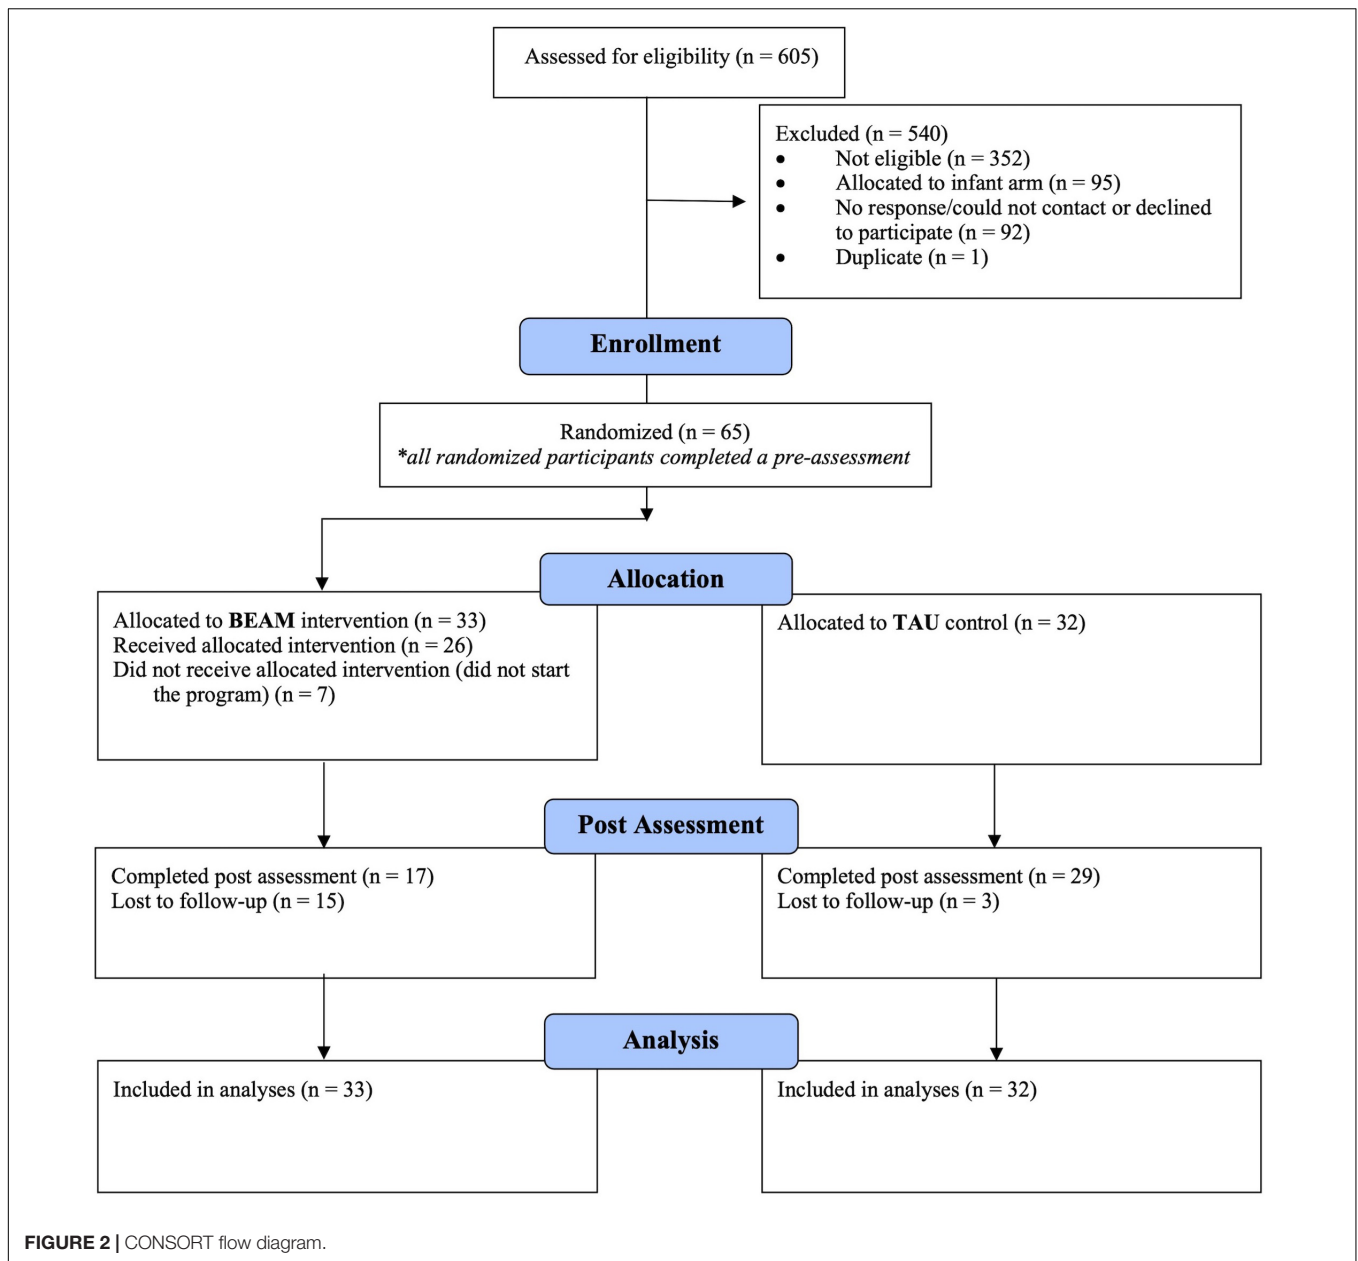 Assessed for eligibility (n = 605)
Excluded (n = 540)
• Not eligible (n = 352)
• Allocated to infant arm (n = 95)
• No response/could not contact or declined
to participate (n = 92)
• Duplicate (n = 1)
Enrollment
Randomized (n = 65)
*all randomized participants completed a pre-assessment
Allocation
Allocated to BEAM intervention (n = 33)
Received allocated intervention (n = 26)
Did not receive allocated intervention (did not start
the program) (n = 7)
Allocated to TAU control (n = 32)
Post Assessment
Completed post assessment (n = 17)
Lost to follow-up (n = 15)
Completed post assessment (n = 29)
Lost to follow-up (n = 3)
Analysis
Included in analyses (n = 33)
Included in analyses (n = 32)
FIGURE 2 | CONSORT flow diagram.